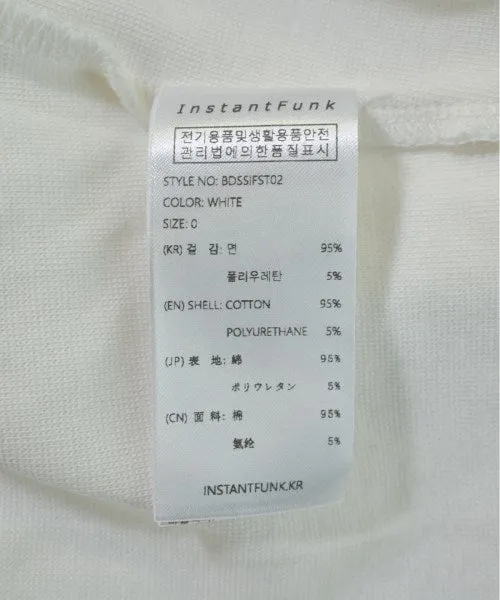 InstantFunk
전기용품및생활용품안전
관리법에의한품질표시
STYLE NO: BDSSIFST02
COLOR: WHITE
SIZE: 0
(KR) 겉 감: 면 95%
폴리우레탄 5%
(EN) SHELL: COTTON 95%
POLYURETHANE 5%
(JP) 表 地: 綿 95%
ポリウレタン 5%
(CN) 面 料: 棉 95%
氨纶 5%
INSTANTFUNK.KR